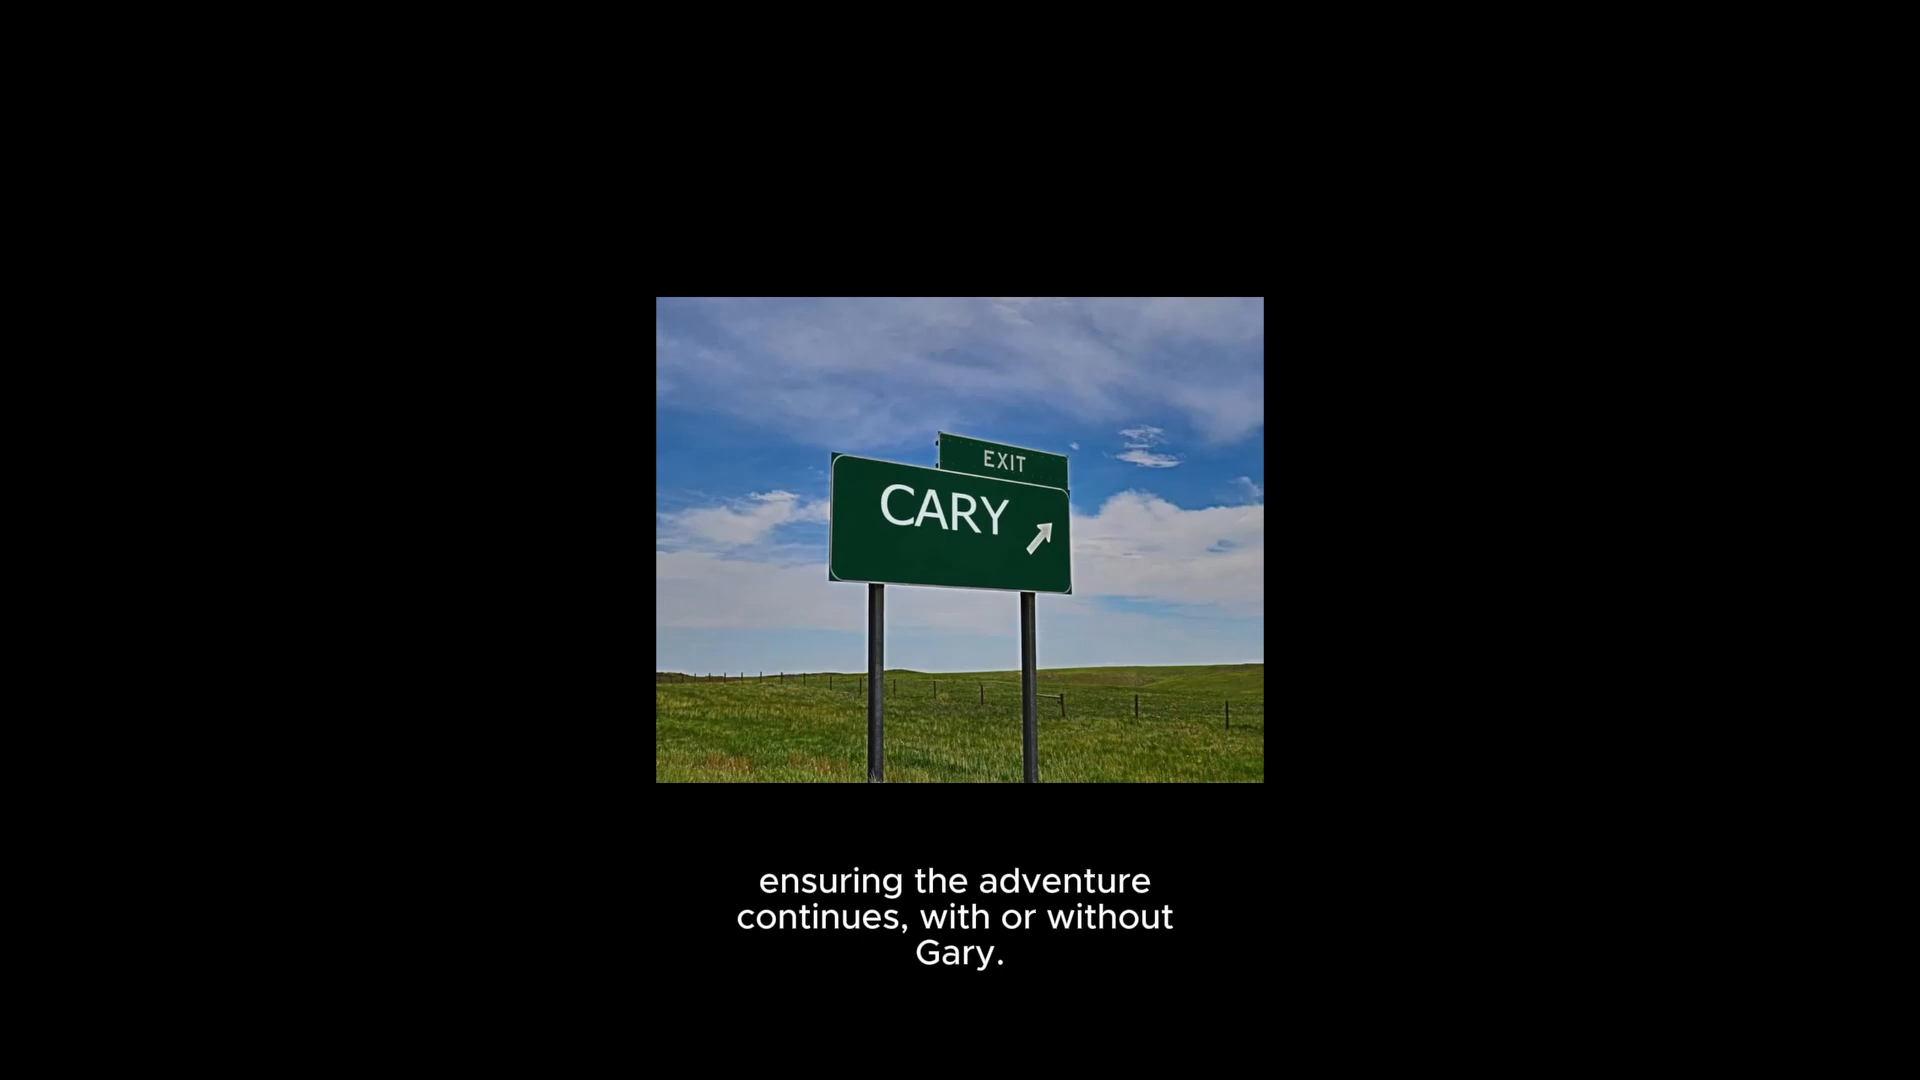 EXIT
CARY
ensuring the adventure
continues, with or without
Gary.